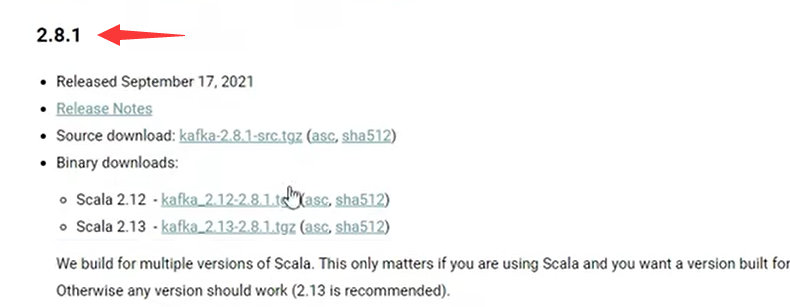 2.8.1
Released September 17, 2021
Release Notes
Source download: kafka-2.8.1-src.tgz (asc, sha512)
Binary downloads:
Scala 2.12 - kafka_2.12-2.8.1.t (asc, sha512)
Scala 2.13 - kafka_2.13-2.8.1.tgz (asc, sha512)
We build for multiple versions of Scala. This only matters if you are using Scala and you want a version built for
Otherwise any version should work (2.13 is recommended).